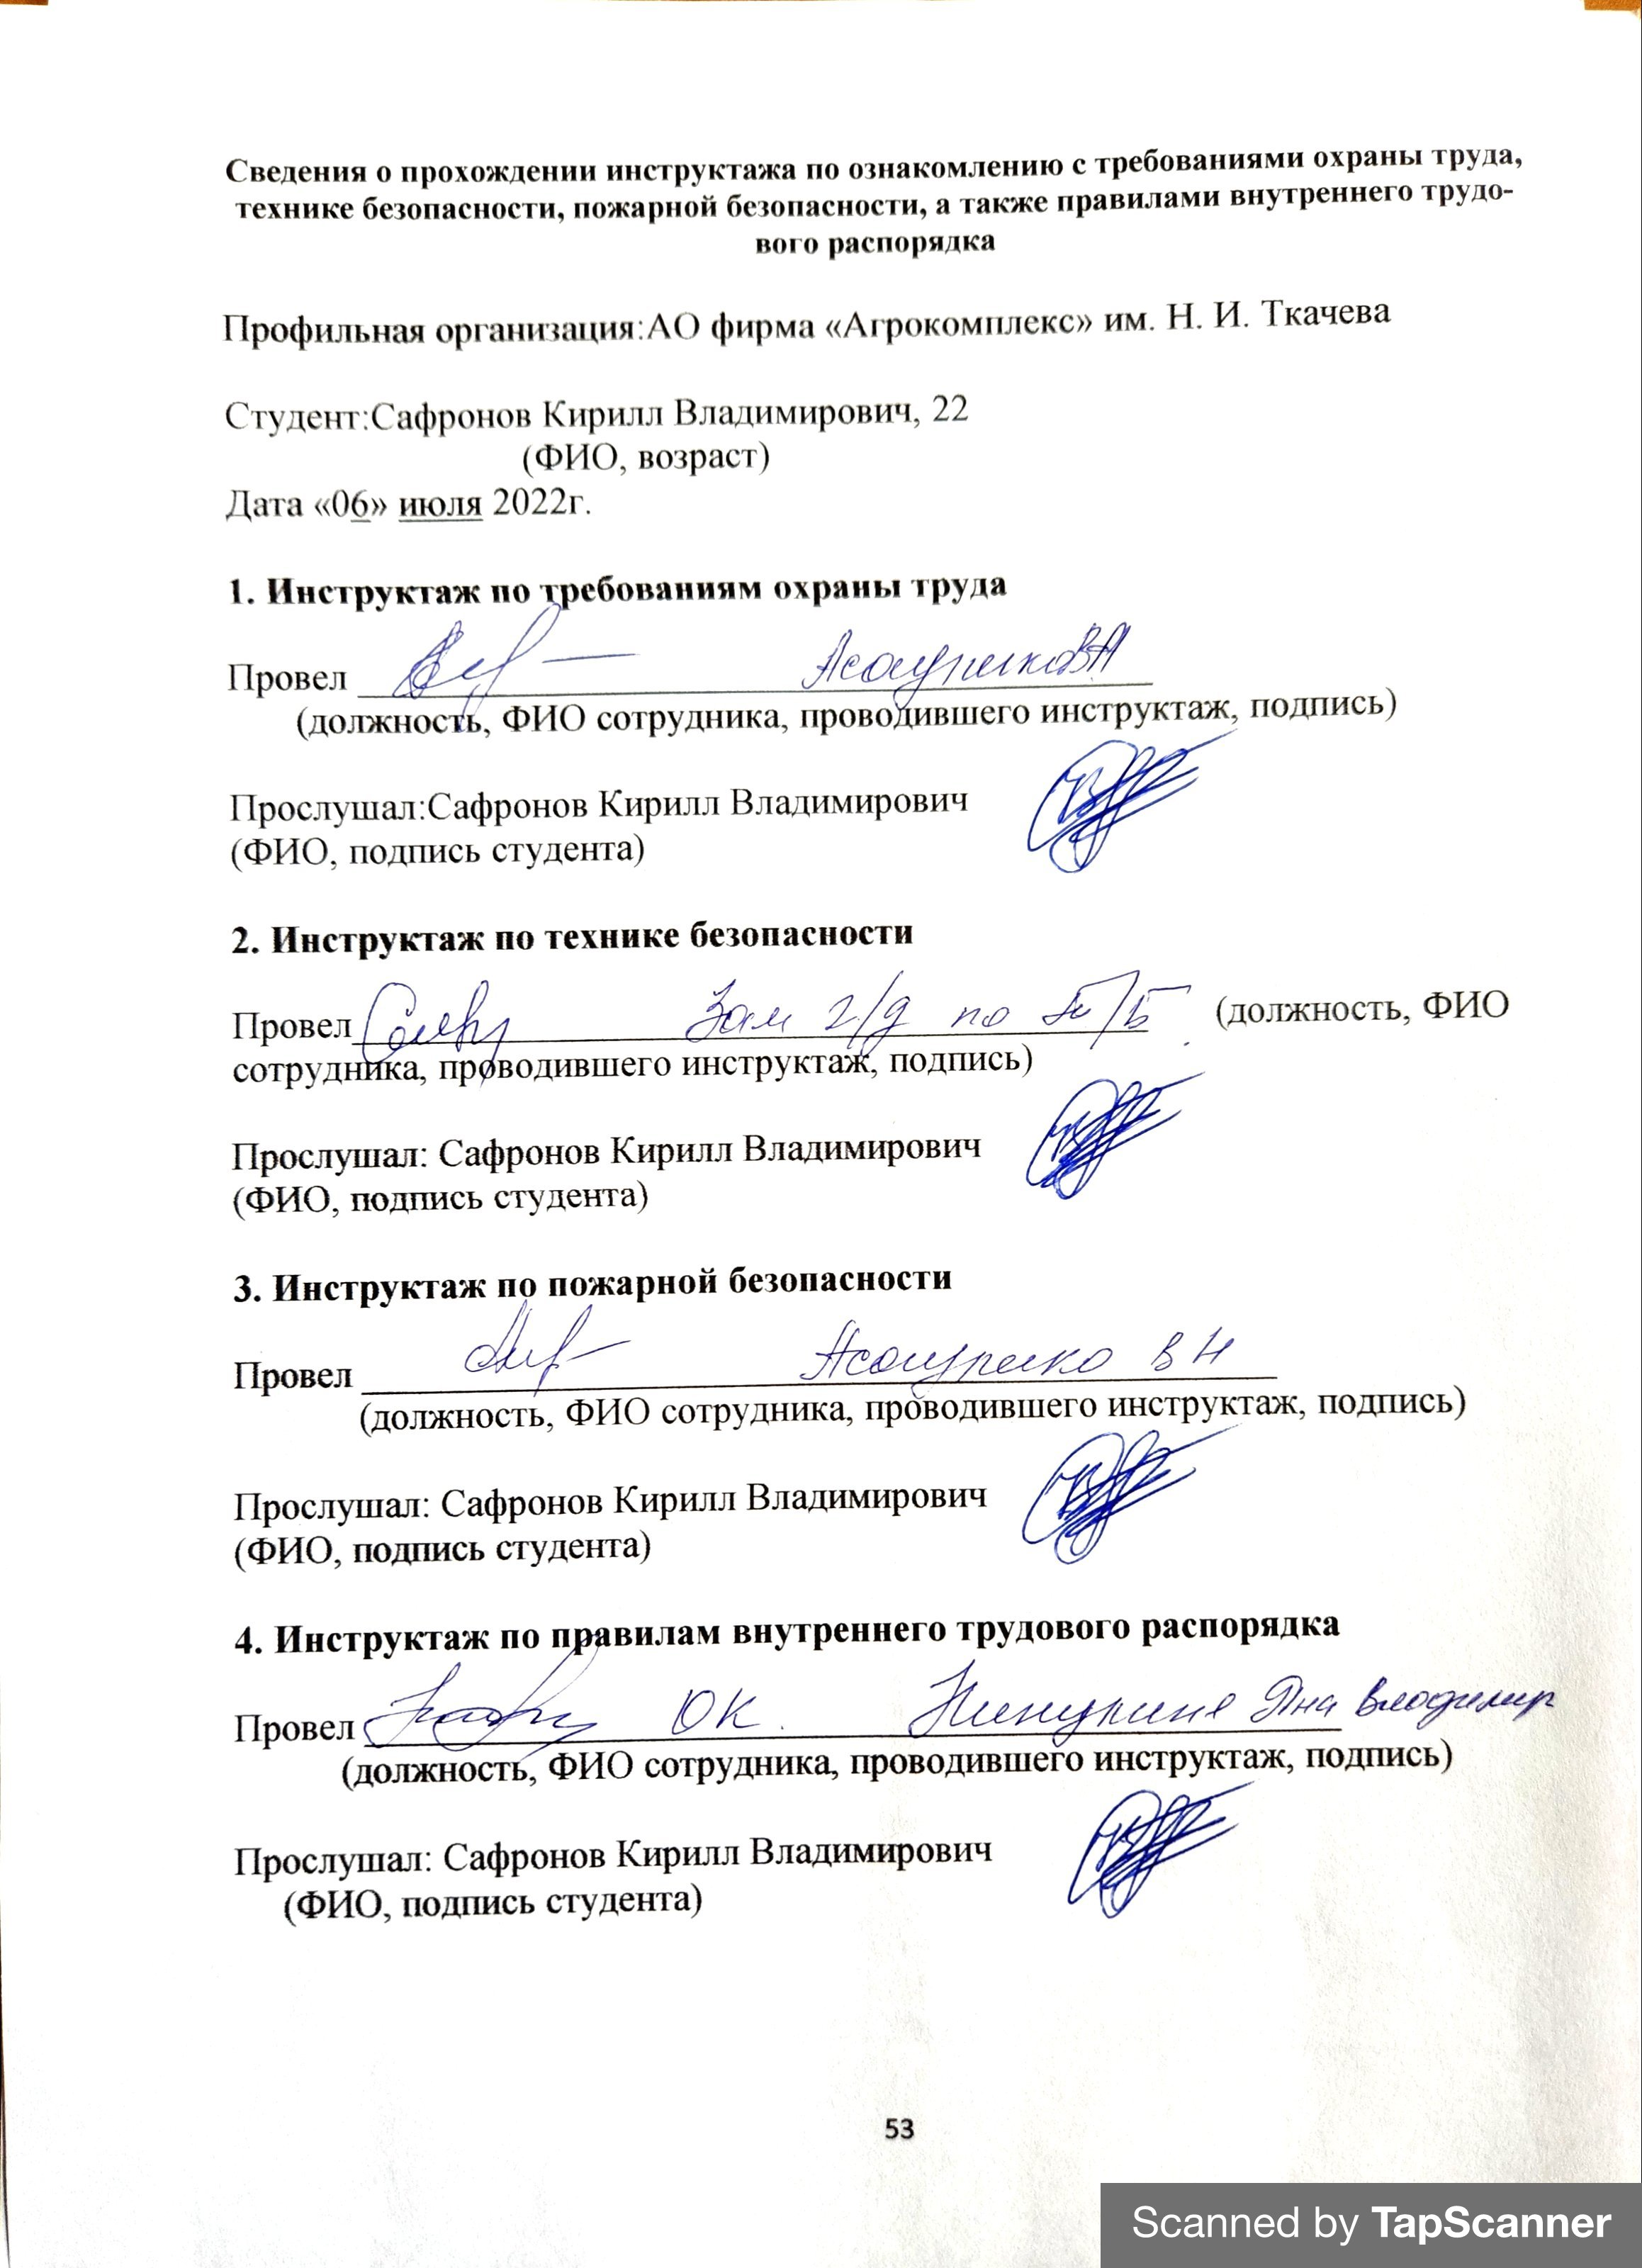 Сведения о прохождении инструктажа по ознакомлению с требованиями охраны труда,
технике безопасности, пожарной безопасности, а также правилами внутреннего трудо-
вого распорядка
Профильная организация:АО фирма «Агрокомплекс» им. Н. И. Ткачева
Студент:Сафронов Кирилл Владимирович, 22
(ФИО, возраст)
Дата «06» июля 2022г.
1. Инструктаж по требованиям охраны труда
Провел
(должность, ФИО сотрудника, проводившего инструктаж, подпись)
Прослушал:Сафронов Кирилл Владимирович
(ФИО, подпись студента)
2. Инструктаж по технике безопасности
Провел Зам г/д по Т/Б (должность, ФИО
сотрудника, проводившего инструктаж, подпись)
Прослушал: Сафронов Кирилл Владимирович
(ФИО, подпись студента)
3. Инструктаж по пожарной безопасности
Провел
(должность, ФИО сотрудника, проводившего инструктаж, подпись)
Прослушал: Сафронов Кирилл Владимирович
(ФИО, подпись студента)
4. Инструктаж по правилам внутреннего трудового распорядка
Провел ОК. Владимир
(должность, ФИО сотрудника, проводившего инструктаж, подпись)
Прослушал: Сафронов Кирилл Владимирович
(ФИО, подпись студента)
53
Scanned by TapScanner